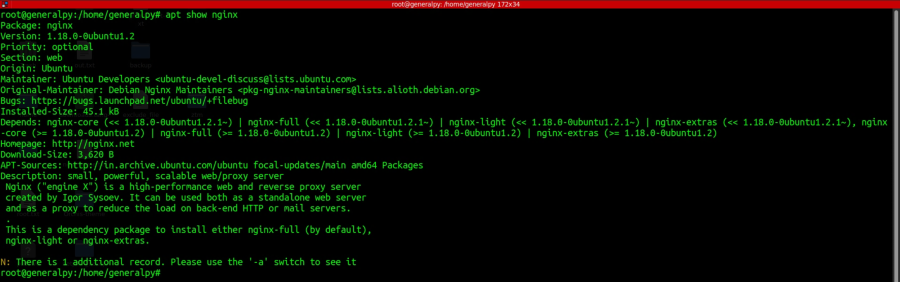 root@generalpy: /home/generalpy 172x34
root@generalpy:/home/generalpy# apt show nginx
Package: nginx
Version: 1.18.0-0ubuntu1.2
Priority: optional
Section: web
Origin: Ubuntu
Maintainer: Ubuntu Developers <ubuntu-devel-discuss@lists.ubuntu.com>
Original-Maintainer: Debian Nginx Maintainers <pkg-nginx-maintainers@lists.alioth.debian.org>
Bugs: https://bugs.launchpad.net/ubuntu/+filebug
Installed-Size: 45.1 kB
Depends: nginx-core (<< 1.18.0-0ubuntu1.2.1~) | nginx-full (<< 1.18.0-0ubuntu1.2.1~) | nginx-light (<< 1.18.0-0ubuntu1.2.1~) | nginx-extras (<< 1.18.0-0ubuntu1.2.1~), nginx
-core (>= 1.18.0-0ubuntu1.2) | nginx-full (>= 1.18.0-0ubuntu1.2) | nginx-light (>= 1.18.0-0ubuntu1.2) | nginx-extras (>= 1.18.0-0ubuntu1.2)
Homepage: http://nginx.net
Download-Size: 3,620 B
APT-Sources: http://in.archive.ubuntu.com/ubuntu focal-updates/main amd64 Packages
Description: small, powerful, scalable web/proxy server
Nginx ("engine X") is a high-performance web and reverse proxy server
created by Igor Sysoev. It can be used both as a standalone web server
and as a proxy to reduce the load on back-end HTTP or mail servers.
.
This is a dependency package to install either nginx-full (by default),
nginx-light or nginx-extras.
N: There is 1 additional record. Please use the '-a' switch to see it
root@generalpy:/home/generalpy#